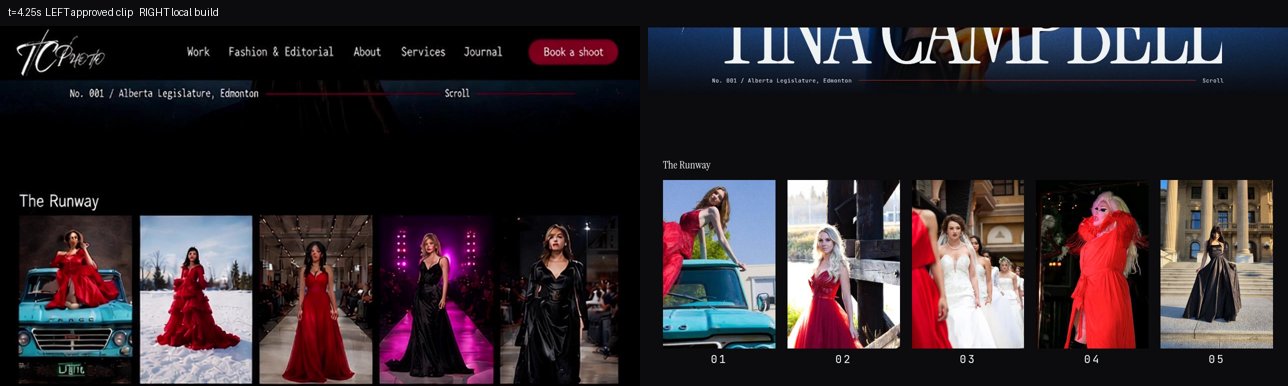 t=4.25s LEFT approved clip RIGHT local build
TCPhoto
Work
Fashion & Editorial
About
Services
Journal
Book a shoot
No. 001 / Alberta Legislature, Edmonton
Scroll
The Runway
FARGO
TINA CAMPBELL
No. 001 / Alberta Legislature, Edmonton
Scroll
The Runway
01
02
03
04
05